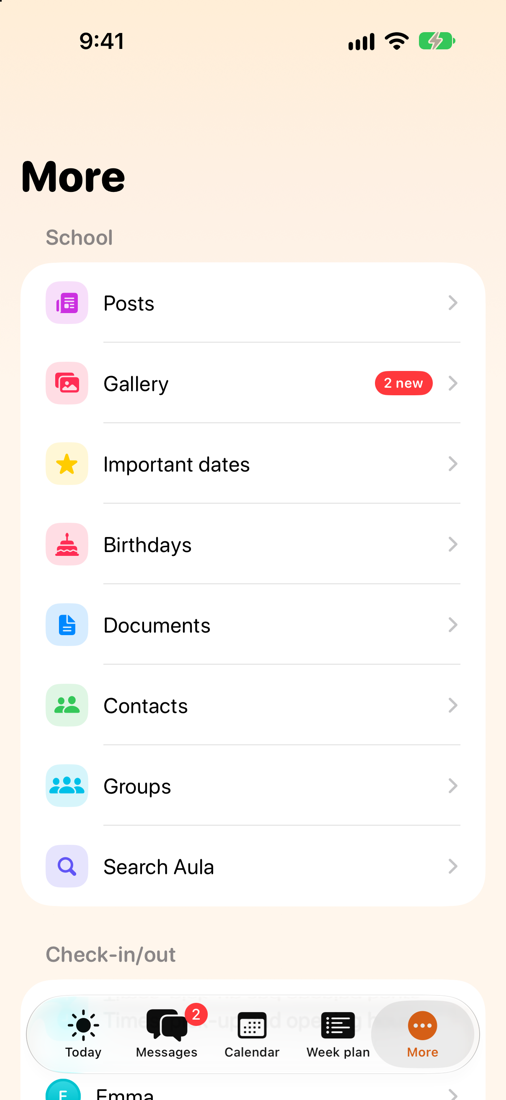 9:41
More
School
Posts
Gallery
2 new
Important dates
Birthdays
Documents
Contacts
Groups
Search Aula
Check-in/out
2
Today
Messages
Calendar
Week plan
More
E
Emma